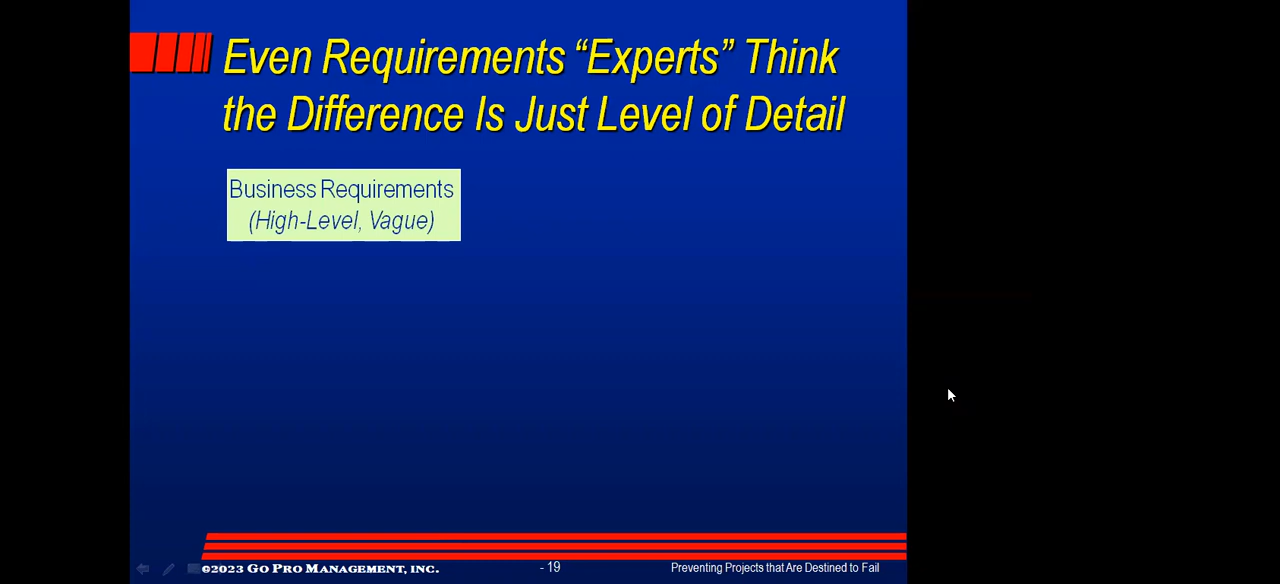 Even Requirements “Experts” Think
the Difference Is Just Level of Detail
Business Requirements
(High-Level, Vague)
©2023 Go Pro Management, Inc.
- 19
Preventing Projects that Are Destined to Fail